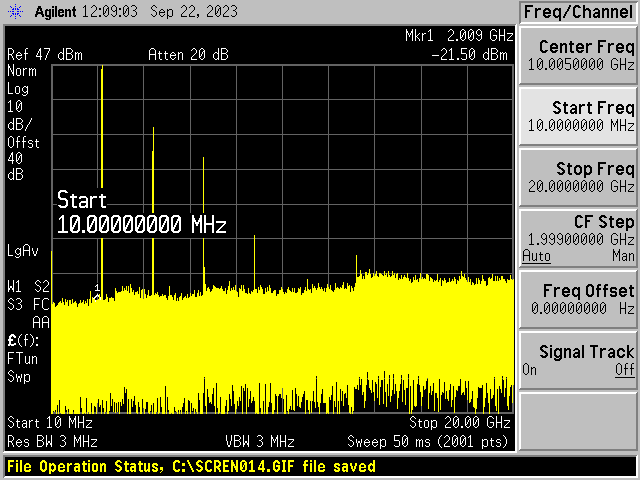 Agilent 12:09:03 Sep 22, 2023
Freq/Channel
Mkr1 2.009 GHz
Ref 47 dBm Atten 20 dB -21.50 dBm
Norm
Log
10
dB/
Offst
40
dB
Start
10.00000000 MHz
LgAv
1
W1 S2
S3 FC
AA
£(f):
FTun
Swp
Start 10 MHz Stop 20.00 GHz
Res BW 3 MHz VBW 3 MHz Sweep 50 ms (2001 pts)
File Operation Status, C:\SCREN014.GIF file saved
Center Freq
10.0050000 GHz
Start Freq
10.0000000 MHz
Stop Freq
20.0000000 GHz
CF Step
1.99900000 GHz
Auto Man
Freq Offset
0.00000000 Hz
Signal Track
On Off